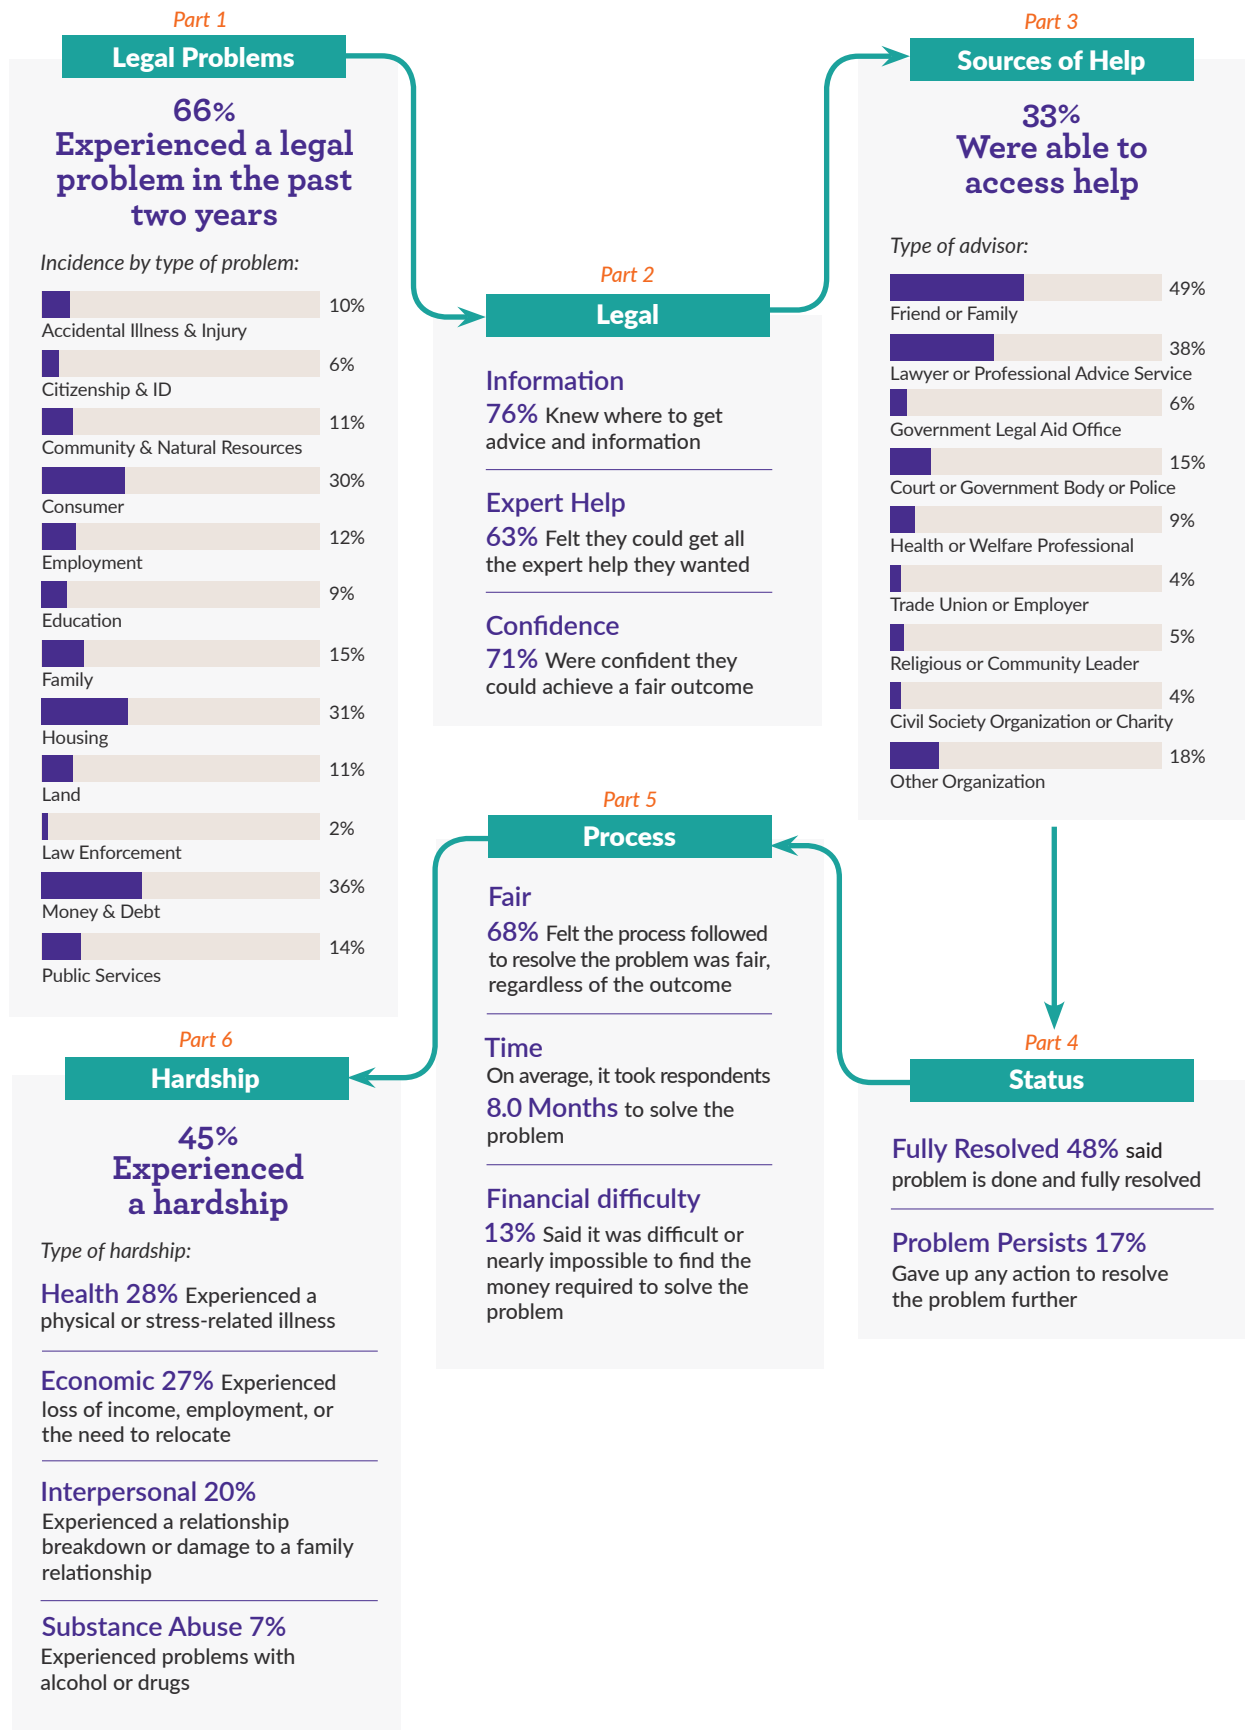 Part 1
Legal Problems
66%
Experienced a legal
problem in the past
two years
Incidence by type of problem:
10%
Accidental Illness & Injury
6%
Citizenship & ID
11%
Community & Natural Resources
30%
Consumer
12%
Employment
9%
Education
15%
Family
31%
Housing
11%
Land
2%
Law Enforcement
36%
Money & Debt
14%
Public Services
Part 2
Legal
Information
76% Knew where to get
advice and information
Expert Help
63% Felt they could get all
the expert help they wanted
Confidence
71% Were confident they
could achieve a fair outcome
Part 3
Sources of Help
33%
Were able to
access help
Type of advisor:
49%
Friend or Family
38%
Lawyer or Professional Advice Service
6%
Government Legal Aid Office
15%
Court or Government Body or Police
9%
Health or Welfare Professional
4%
Trade Union or Employer
5%
Religious or Community Leader
4%
Civil Society Organization or Charity
18%
Other Organization
Part 4
Status
Fully Resolved 48% said
problem is done and fully resolved
Problem Persists 17%
Gave up any action to resolve
the problem further
Part 5
Process
Fair
68% Felt the process followed
to resolve the problem was fair,
regardless of the outcome
Time
On average, it took respondents
8.0 Months to solve the
problem
Financial difficulty
13% Said it was difficult or
nearly impossible to find the
money required to solve the
problem
Part 6
Hardship
45%
Experienced
a hardship
Type of hardship:
Health 28% Experienced a
physical or stress-related illness
Economic 27% Experienced
loss of income, employment, or
the need to relocate
Interpersonal 20%
Experienced a relationship
breakdown or damage to a family
relationship
Substance Abuse 7%
Experienced problems with
alcohol or drugs